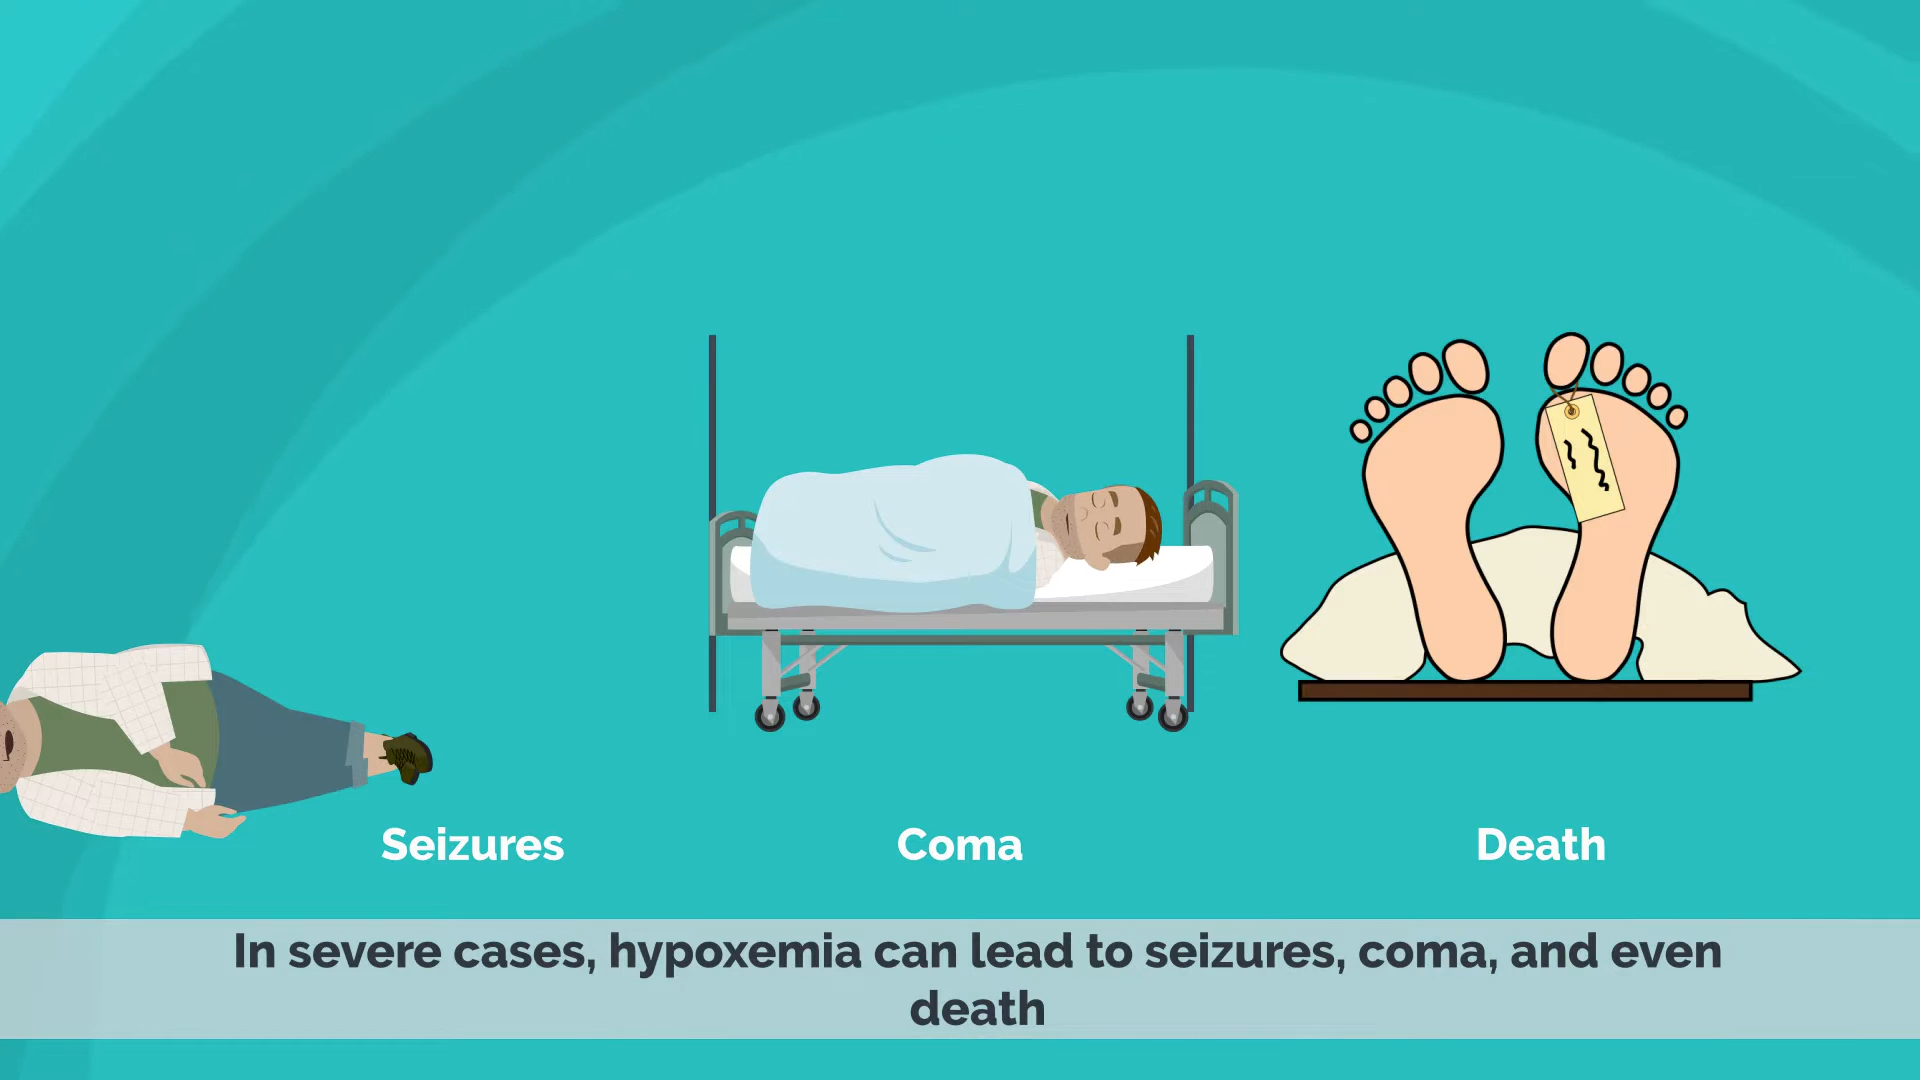 Seizures
Coma
Death
In severe cases, hypoxemia can lead to seizures, coma, and even
death